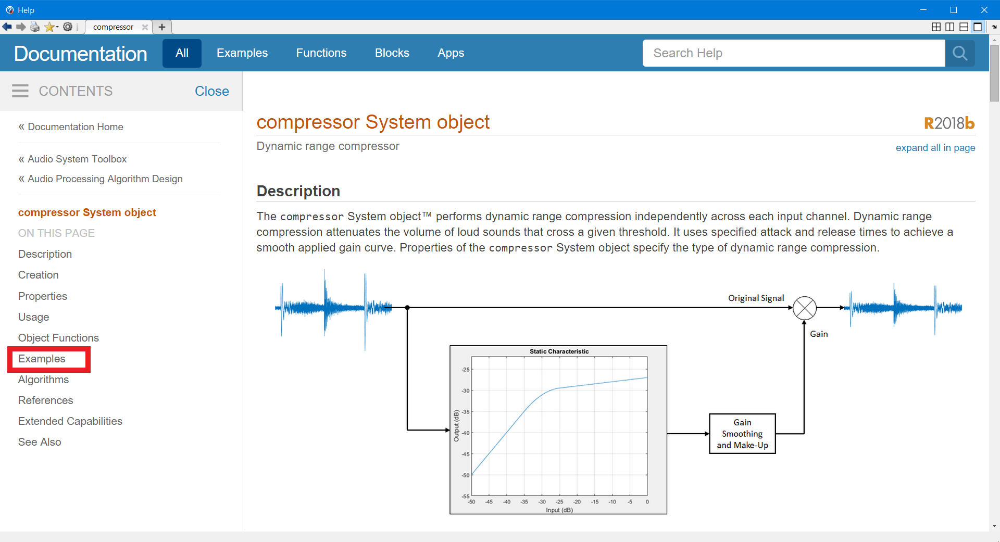 Help
compressor
Documentation
All
Examples
Functions
Blocks
Apps
Search Help
CONTENTS
Close
« Documentation Home
« Audio System Toolbox
« Audio Processing Algorithm Design
compressor System object
ON THIS PAGE
Description
Creation
Properties
Usage
Object Functions
Examples
Algorithms
References
Extended Capabilities
See Also
compressor System object
R2018b
Dynamic range compressor
expand all in page
Description
The compressor System object™ performs dynamic range compression independently across each input channel. Dynamic range
compression attenuates the volume of loud sounds that cross a given threshold. It uses specified attack and release times to achieve a
smooth applied gain curve. Properties of the compressor System object specify the type of dynamic range compression.
Original Signal
Gain
Static Characteristic
-25
-30
-35
-40
-45
-50
-55
Output (dB)
-50 -45 -40 -35 -30 -25 -20 -15 -10 -5 0
Input (dB)
Gain
Smoothing
and Make-Up